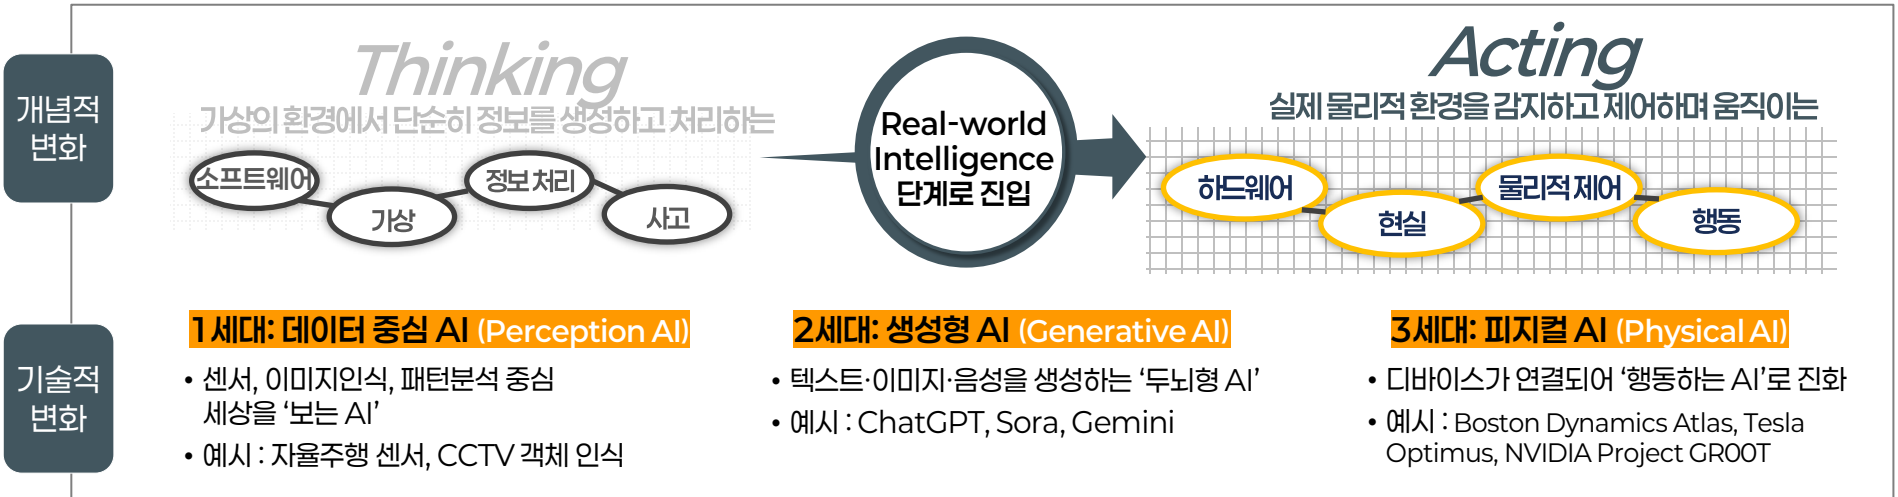 개념적
변화
Thinking
가상의 환경에서 단순히 정보를 생성하고 처리하는
소프트웨어
가상
정보 처리
사고
Real-world
Intelligence
단계로 진입
Acting
실제 물리적 환경을 감지하고 제어하며 움직이는
하드웨어
현실
물리적 제어
행동
기술적
변화
1세대: 데이터 중심 AI (Perception AI)
• 센서, 이미지인식, 패턴분석 중심
세상을 ‘보는 AI’
• 예시 : 자율주행 센서, CCTV 객체 인식
2세대: 생성형 AI (Generative AI)
• 텍스트·이미지·음성을 생성하는 ‘두뇌형 AI’
• 예시 : ChatGPT, Sora, Gemini
3세대: 피지컬 AI (Physical AI)
• 디바이스가 연결되어 ‘행동하는 AI’로 진화
• 예시 : Boston Dynamics Atlas, Tesla
Optimus, NVIDIA Project GR00T